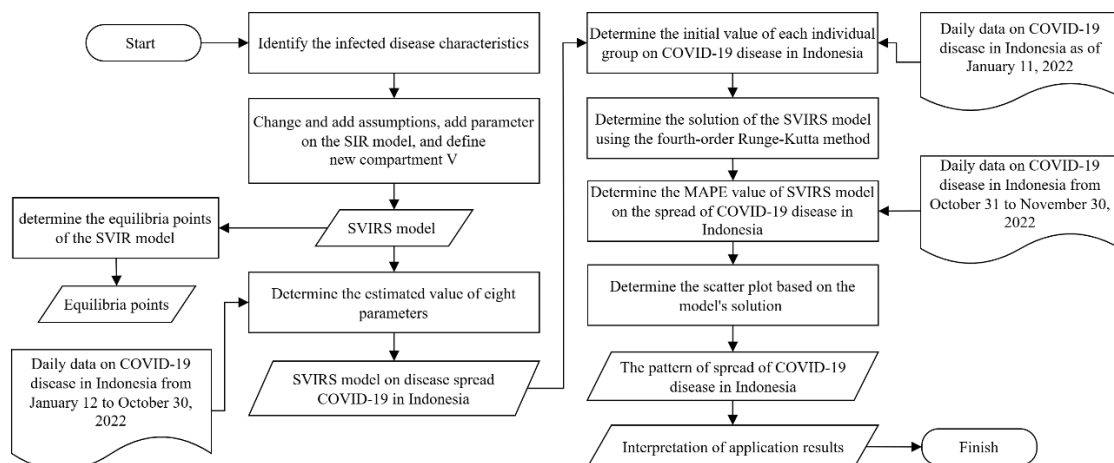 Start
Identify the infected disease characteristics
Change and add assumptions, add parameter
on the SIR model, and define
new compartment V
SVIRS model
determine the equilibria points
of the SVIR model
Equilibria points
Determine the estimated value of eight
parameters
Daily data on COVID-19
disease in Indonesia from
January 12 to October 30,
2022
SVIRS model on disease spread
COVID-19 in Indonesia
Determine the initial value of each individual
group on COVID-19 disease in Indonesia
Daily data on COVID-19
disease in Indonesia as of
January 11, 2022
Determine the solution of the SVIRS model
using the fourth-order Runge-Kutta method
Determine the MAPE value of SVIRS model
on the spread of COVID-19 disease in
Indonesia
Daily data on COVID-19
disease in Indonesia from
October 31 to November 30,
2022
Determine the scatter plot based on the
model's solution
The pattern of spread of COVID-19
disease in Indonesia
Interpretation of application results
Finish